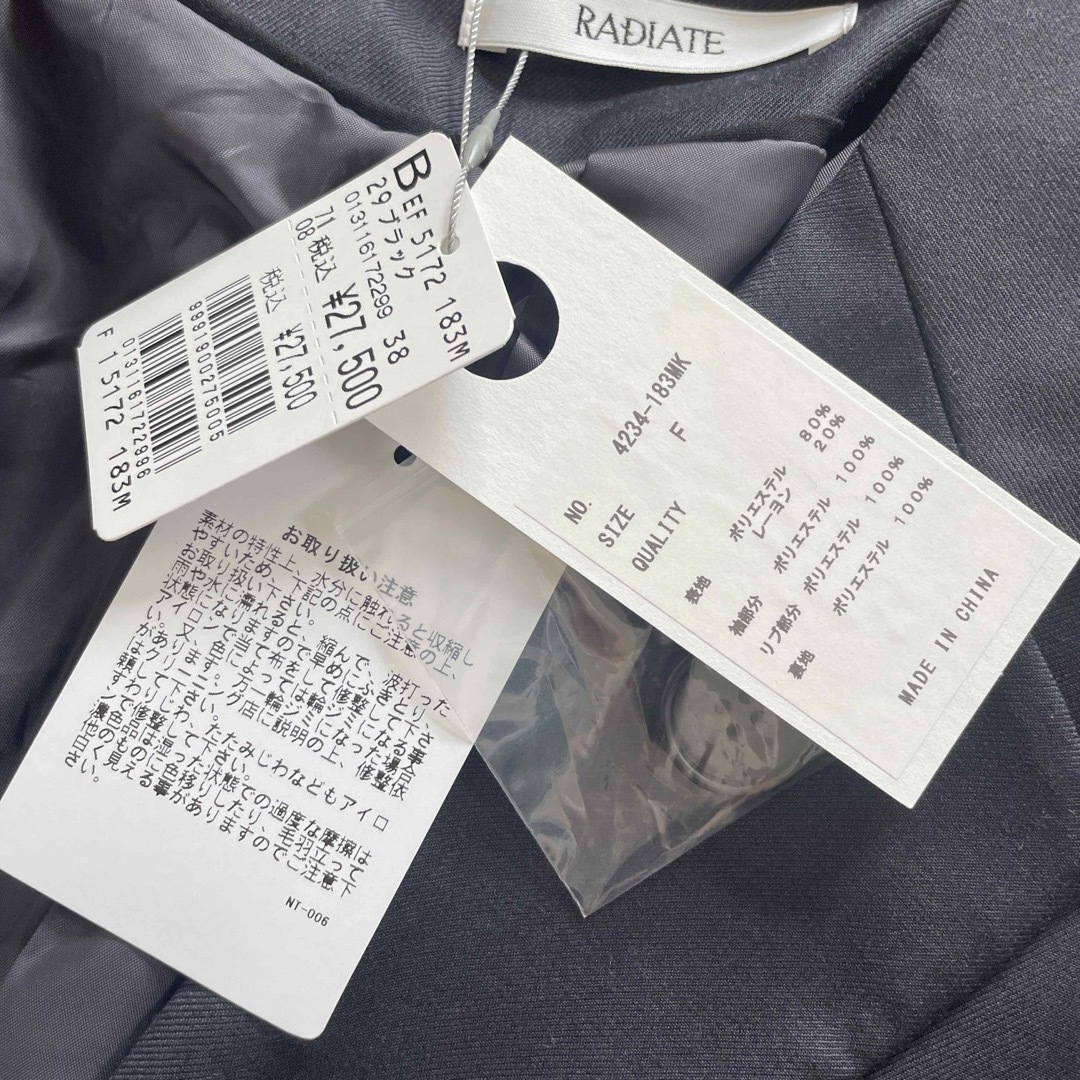 RADIATE
B EF 5172 183M
29 ブラック
013116172299 38
71 税込 ¥27,500
08
税込 ¥27,500
9891900275005
0131161722996
F 1 5172 183M
NO. 4234-183MK
SIZE F
QUALITY
表地 ポリエステル 80%
レーヨン 20%
袖部分 ポリエステル 100%
リブ部分 ポリエステル 100%
裏地 ポリエステル 100%
MADE IN CHINA
お取り扱い注意
素材の特性上、水分に触れると収縮し
やすいため、下記の点にご注意の上、
お取り扱い下さい。
雨や水に濡れると、縮んで、波打った
状態になりますので早めにふきとり、
アイロンで当て布をして修整して下さ
い。又、色によっては輪ジミになる事
があります。万一輪シミになった場合
はクリーニング店に説明の上、修整依
頼して下さい。
すわりじわ、たたみじわなどもアイロ
ンで修整して下さい。
濃色品は湿った状態での過度な摩擦は
他のものに色移りしたり、毛羽立って
白く見える事がありますのでご注意下
さい。
NT-006